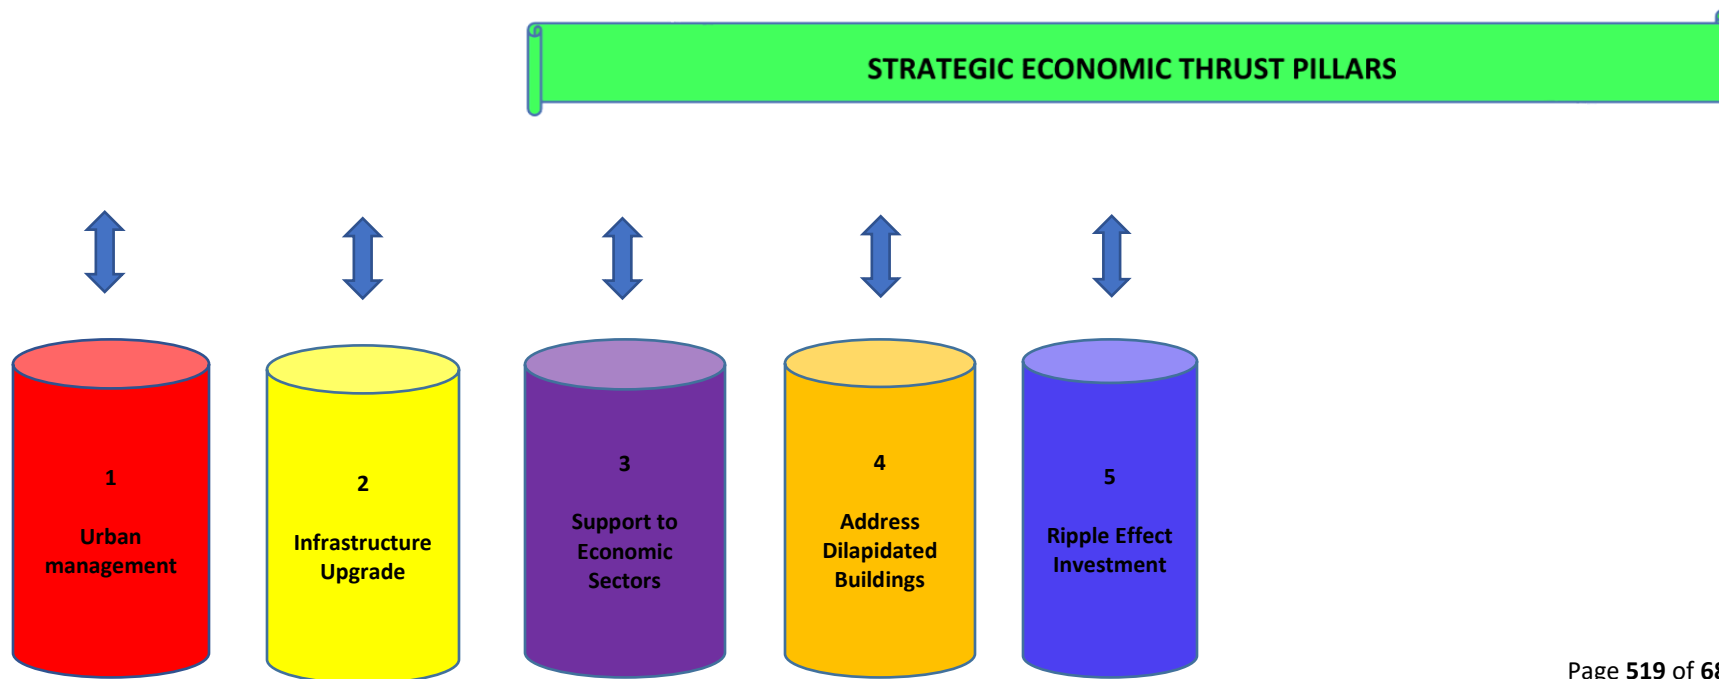 STRATEGIC ECONOMIC THRUST PILLARS
1
Urban
management
2
Infrastructure
Upgrade
3
Support to
Economic
Sectors
4
Address
Dilapidated
Buildings
5
Ripple Effect
Investment
Page 519 of